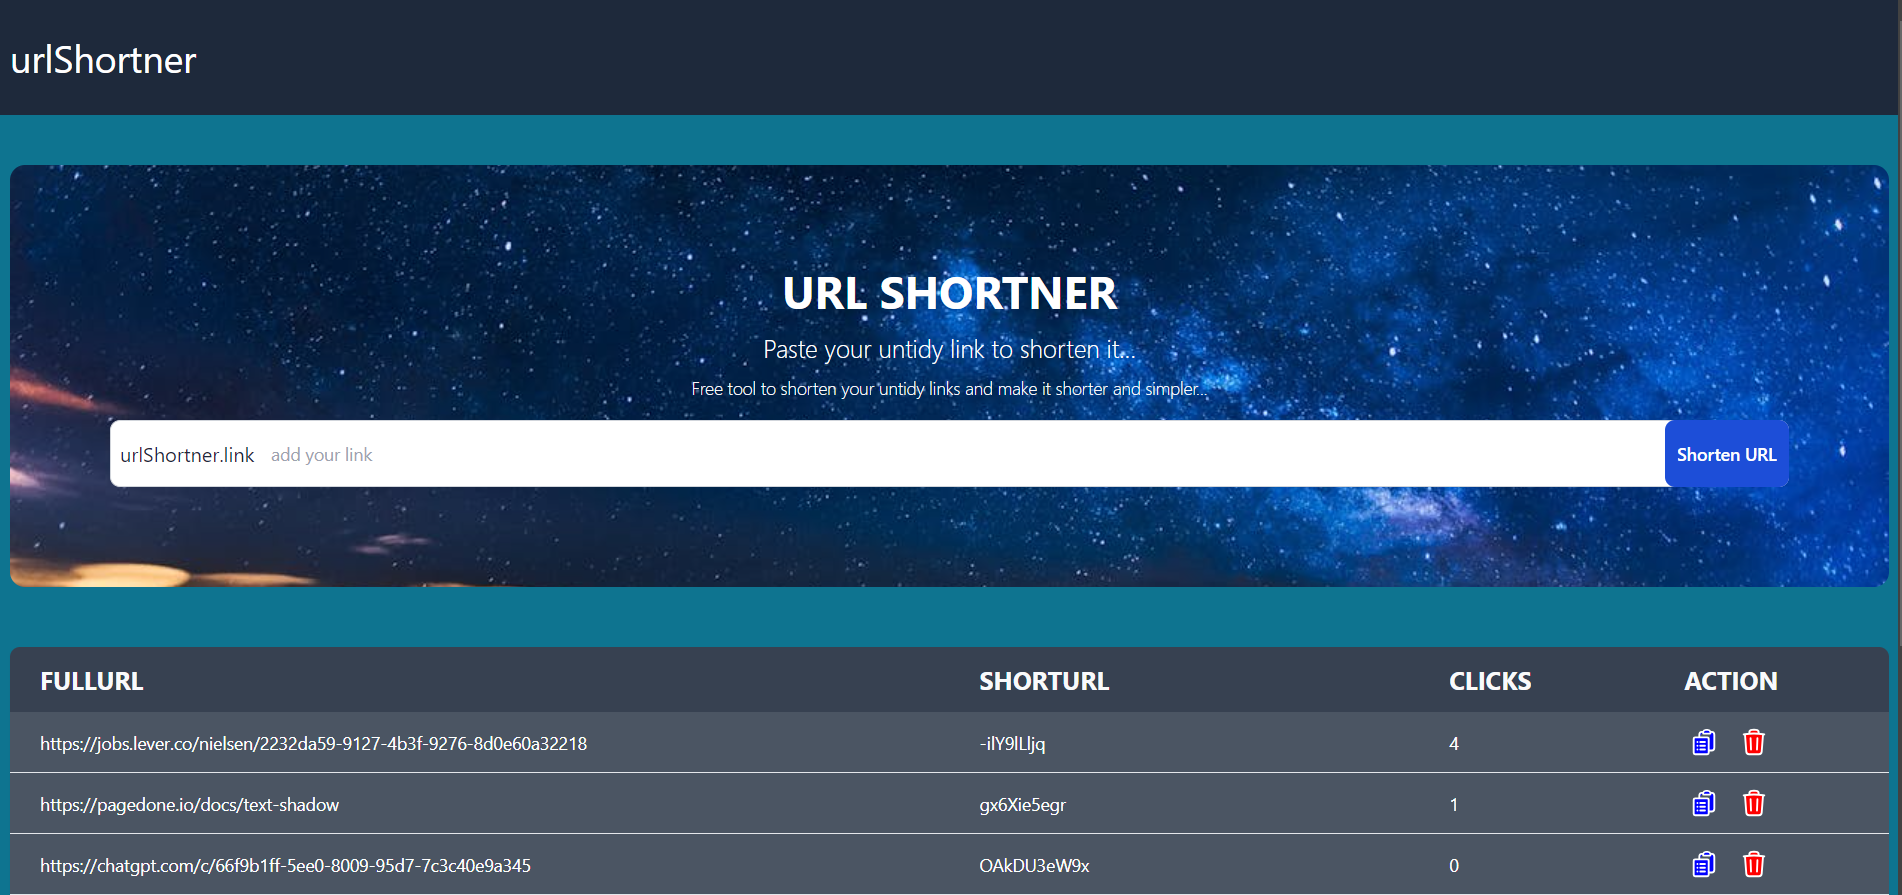 urlShortner
URL SHORTNER
Paste your untidy link to shorten it...
Free tool to shorten your untidy links and make it shorter and simpler...
urlShortner.link add your link Shorten URL
FULLURL SHORTURL CLICKS ACTION
https://jobs.lever.co/nielsen/2232da59-9127-4b3f-9276-8d0e60a32218 -ilY9lLljq 4
https://pagedone.io/docs/text-shadow gx6Xie5egr 1
https://chatgpt.com/c/66f9b1ff-5ee0-8009-95d7-7c3c40e9a345 OAkDU3eW9x 0